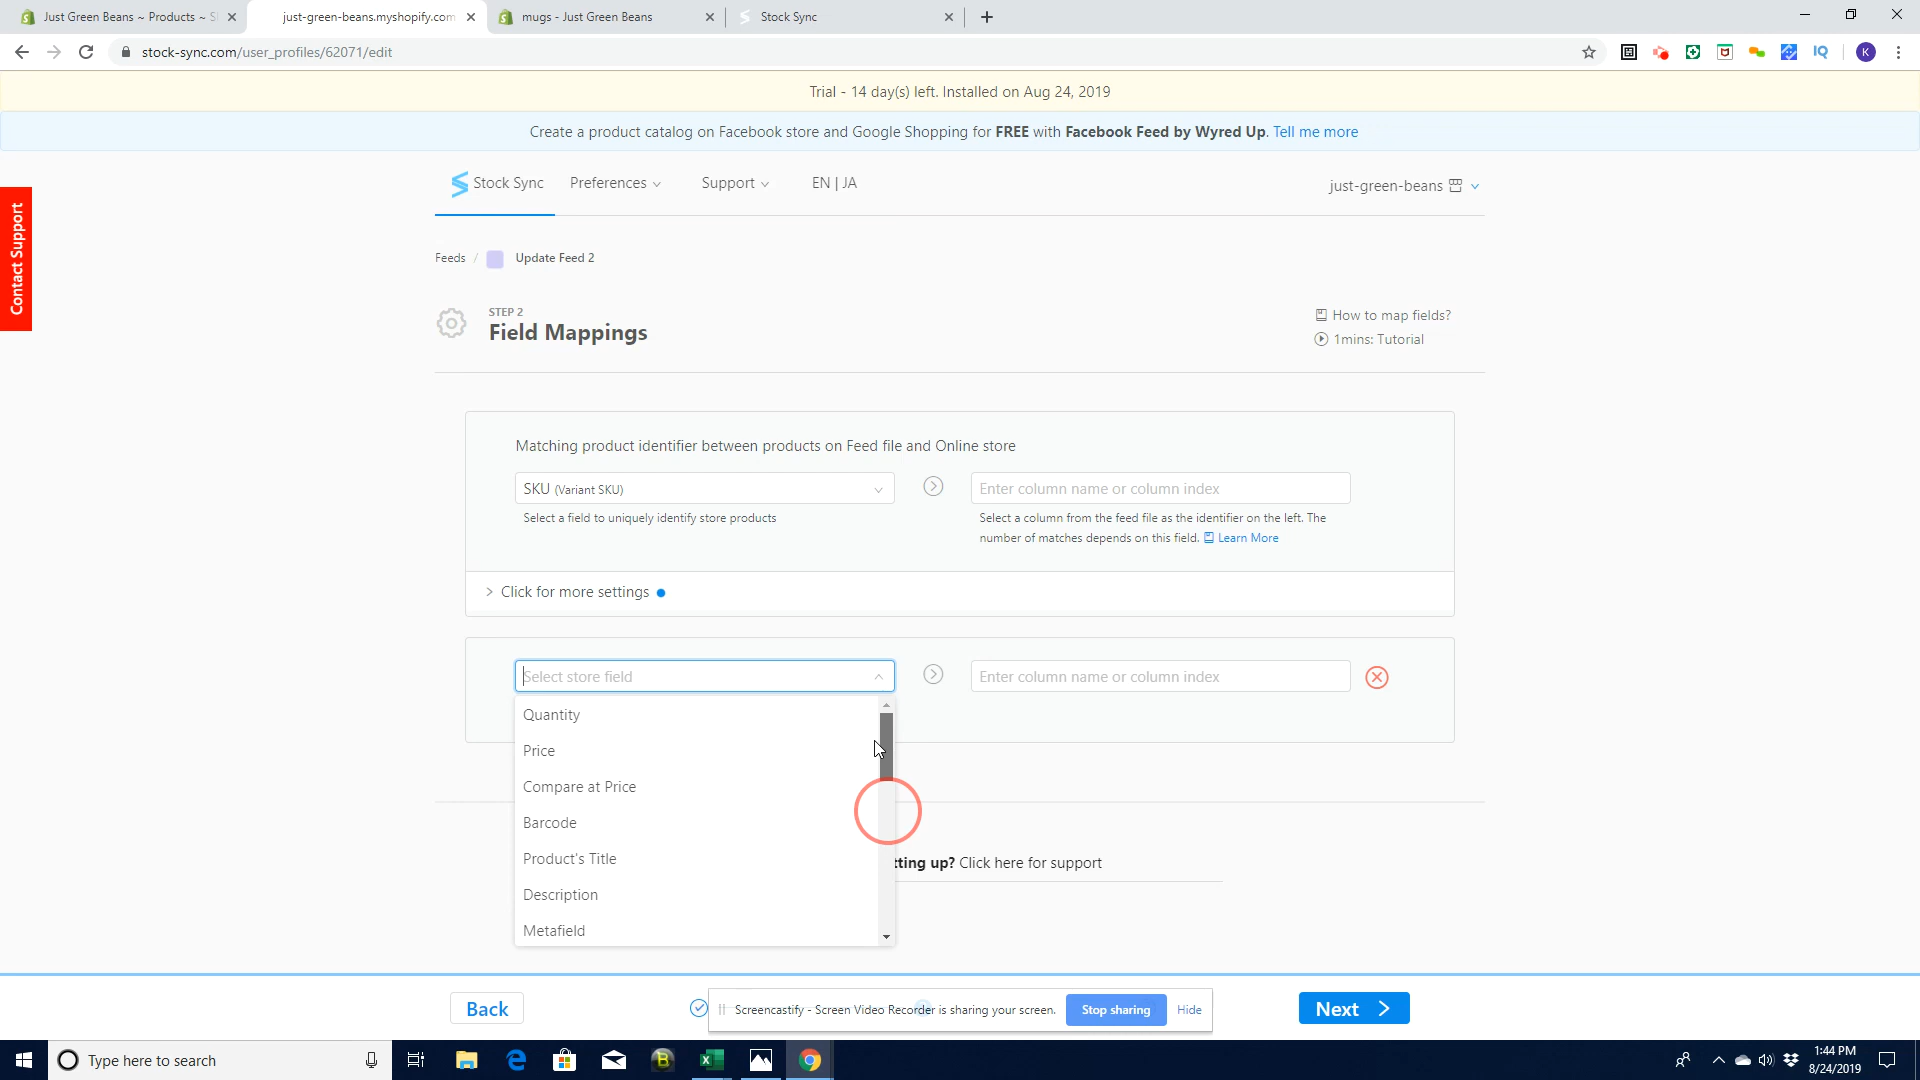 Just Green Beans ~ Products ~ S
just-green-beans.myshopify.com
mugs - Just Green Beans
Stock Sync
stock-sync.com/user_profiles/62071/edit
IQ
K
Trial - 14 day(s) left. Installed on Aug 24, 2019
Create a product catalog on Facebook store and Google Shopping for FREE with Facebook Feed by Wyred Up. Tell me more
Stock Sync
Preferences
Support
EN | JA
just-green-beans
Contact Support
Feeds / Update Feed 2
STEP 2
Field Mappings
How to map fields?
1mins: Tutorial
Matching product identifier between products on Feed file and Online store
SKU (Variant SKU)
Enter column name or column index
Select a field to uniquely identify store products
Select a column from the feed file as the identifier on the left. The
number of matches depends on this field. Learn More
Click for more settings
Select store field
Enter column name or column index
Quantity
Price
Compare at Price
Barcode
Product's Title
Description
Metafield
tting up? Click here for support
Back
Screencastify - Screen Video Recorder is sharing your screen.
Stop sharing
Hide
Next
Type here to search
1:44 PM
8/24/2019